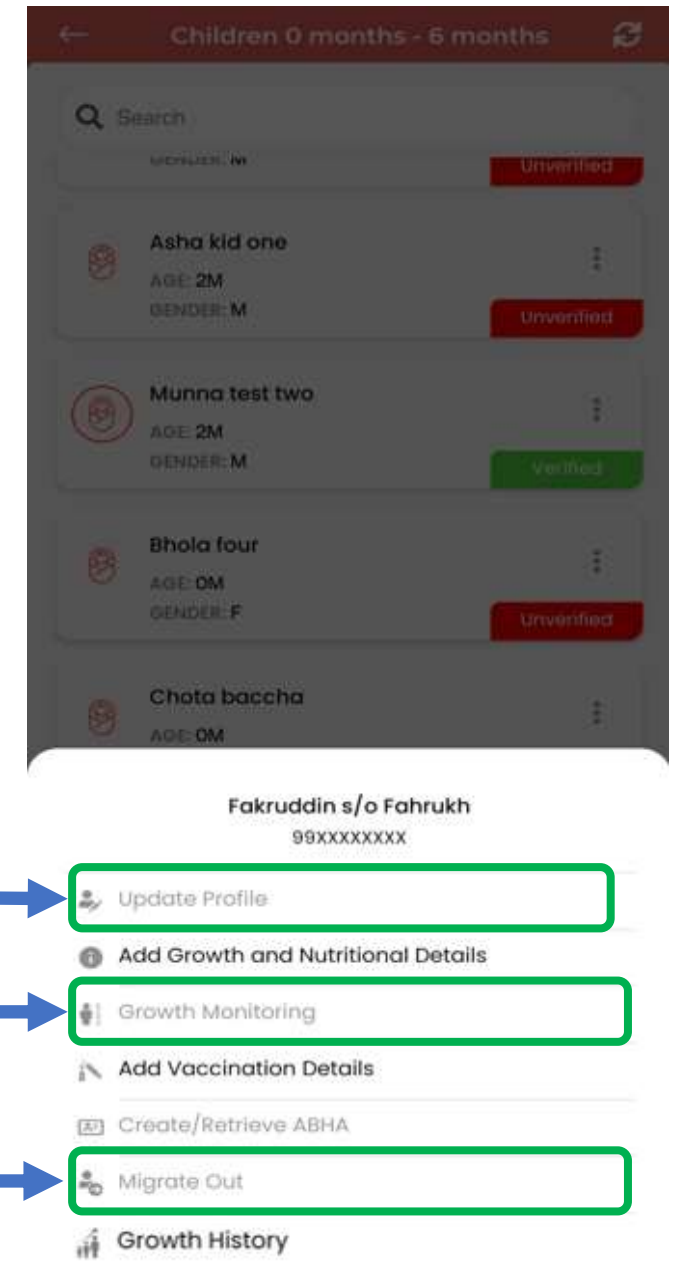 Children 0 months - 6 months
Search
GENDER: M
Unverified
Asha kid one
AGE: 2M
GENDER: M
Unverified
Munna test two
AGE: 2M
GENDER: M
Verified
Bhola four
AGE: 0M
GENDER: F
Unverified
Chota baccha
AGE: 0M
Fakruddin s/o Fahrukh
99XXXXXXXX
Update Profile
Add Growth and Nutritional Details
Growth Monitoring
Add Vaccination Details
Create/Retrieve ABHA
Migrate Out
Growth History